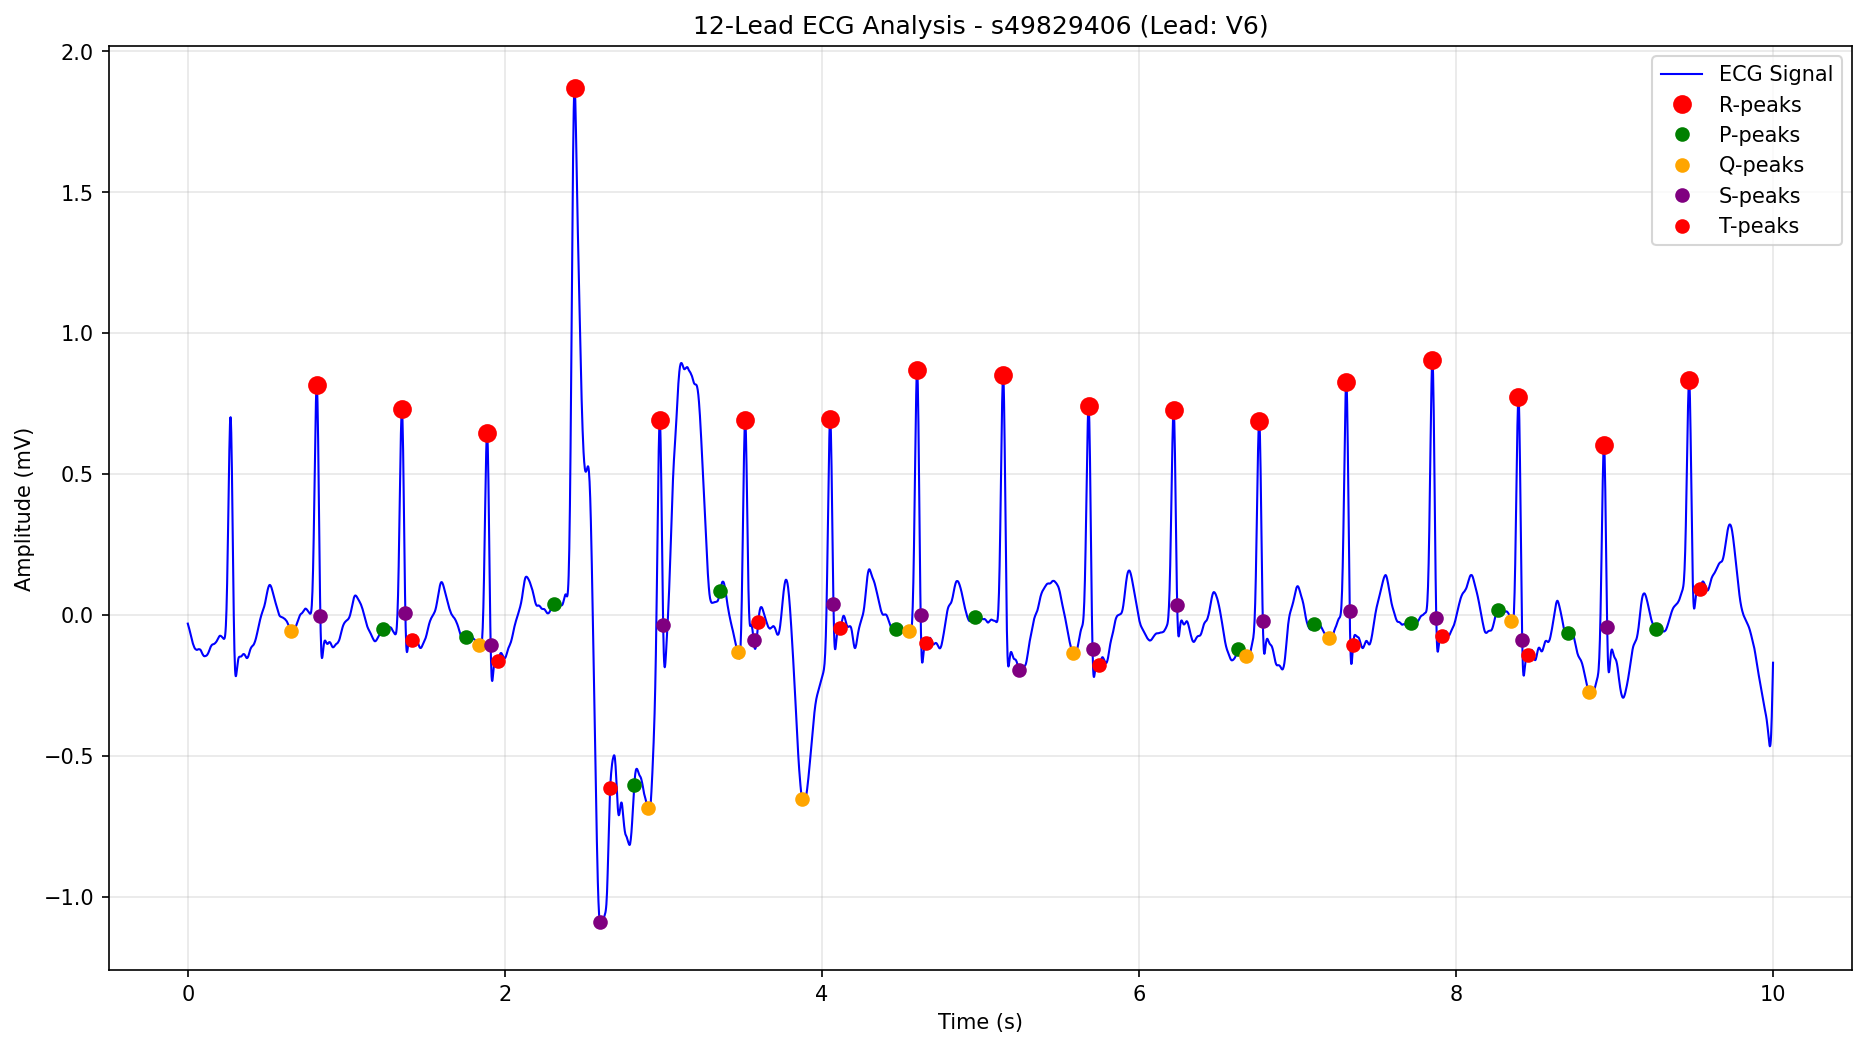 12-Lead ECG Analysis - s49829406 (Lead: V6)
ECG Signal
R-peaks
P-peaks
Q-peaks
S-peaks
T-peaks
Amplitude (mV)
2.0
1.5
1.0
0.5
0.0
−0.5
−1.0
0 2 4 6 8 10
Time (s)